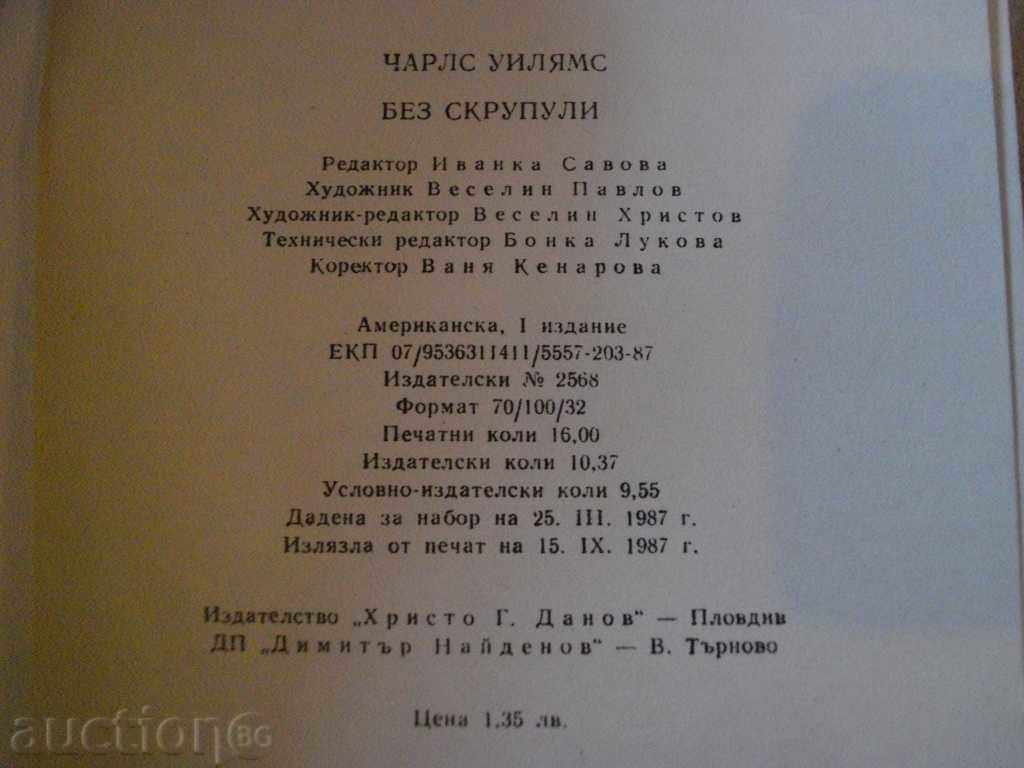 ЧАРЛС УИЛЯМС
БЕЗ СКРУПУЛИ
Редактор Иванка Савова
Художник Веселин Павлов
Художник-редактор Веселин Христов
Технически редактор Бонка Лукова
Коректор Ваня Кенарова
Американска, I издание
ЕКП 07/9536311411/5557-203-87
Издателски № 2568
Формат 70/100/32
Печатни коли 16,00
Издателски коли 10,37
Условно-издателски коли 9,55
Дадена за набор на 25. III. 1987 г.
Излязла от печат на 15. IX. 1987 г.
Издателство „Христо Г. Данов" — Пловдив
ДП „Димитър Найденов" — В. Търново
Цена 1,35 лв.
auctionBG